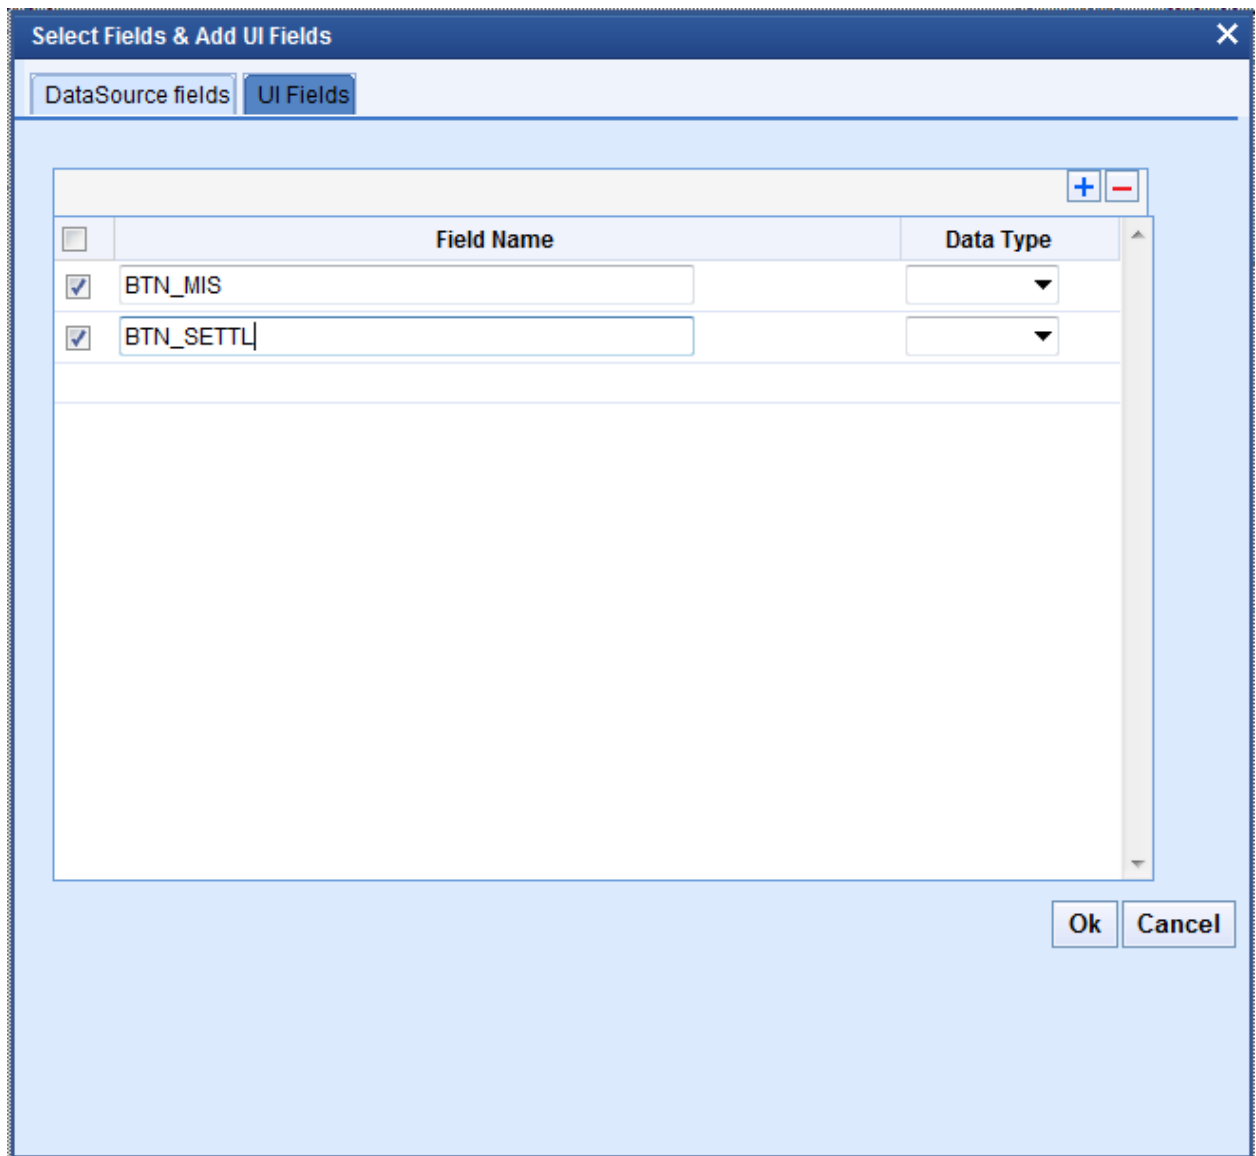 Select Fields & Add UI Fields
DataSource fields UI Fields
Field Name Data Type
BTN_MIS
BTN_SETTL
Ok Cancel